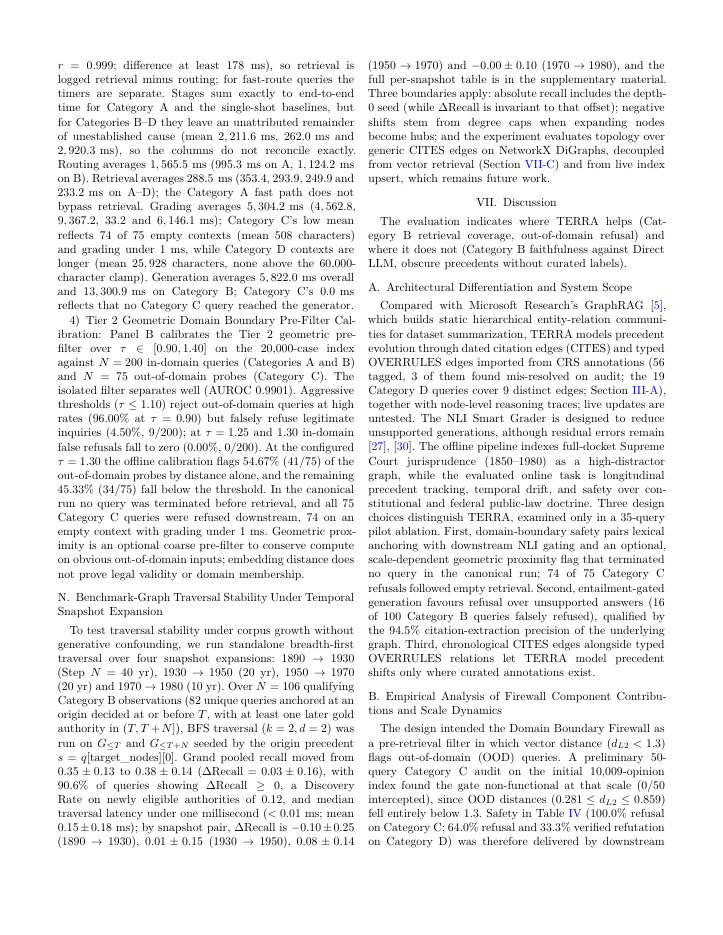 r = 0.999; difference at least 178 ms), so retrieval is
logged retrieval minus routing; for fast-route queries the
timers are separate. Stages sum exactly to end-to-end
time for Category A and the single-shot baselines, but
for Categories B–D they leave an unattributed remainder
of unestablished cause (mean 2,211.6 ms, 262.0 ms and
2,920.3 ms), so the columns do not reconcile exactly.
Routing averages 1,565.5 ms (995.3 ms on A, 1,124.2 ms
on B). Retrieval averages 288.5 ms (353.4, 293.9, 249.9 and
233.2 ms on A–D); the Category A fast path does not
bypass retrieval. Grading averages 5,304.2 ms (4,562.8,
9,367.2, 33.2 and 6,146.1 ms); Category C's low mean
reflects 74 of 75 empty contexts (mean 508 characters)
and grading under 1 ms, while Category D contexts are
longer (mean 25,928 characters, none above the 60,000-
character clamp). Generation averages 5,822.0 ms overall
and 13,300.9 ms on Category B; Category C's 0.0 ms
reflects that no Category C query reached the generator.
4) Tier 2 Geometric Domain Boundary Pre-Filter Cal-
ibration: Panel B calibrates the Tier 2 geometric pre-
filter over τ ∈ [0.90, 1.40] on the 20,000-case index
against N = 200 in-domain queries (Categories A and B)
and N = 75 out-of-domain probes (Category C). The
isolated filter separates well (AUROC 0.9901). Aggressive
thresholds (τ ≤ 1.10) reject out-of-domain queries at high
rates (96.00% at τ = 0.90) but falsely refuse legitimate
inquiries (4.50%, 9/200); at τ = 1.25 and 1.30 in-domain
false refusals fall to zero (0.00%, 0/200). At the configured
τ = 1.30 the offline calibration flags 54.67% (41/75) of the
out-of-domain probes by distance alone, and the remaining
45.33% (34/75) fall below the threshold. In the canonical
run no query was terminated before retrieval, and all 75
Category C queries were refused downstream, 74 on an
empty context with grading under 1 ms. Geometric prox-
imity is an optional coarse pre-filter to conserve compute
on obvious out-of-domain inputs; embedding distance does
not prove legal validity or domain membership.
N. Benchmark-Graph Traversal Stability Under Temporal
Snapshot Expansion
To test traversal stability under corpus growth without
generative confounding, we run standalone breadth-first
traversal over four snapshot expansions: 1890 → 1930
(Step N = 40 yr), 1930 → 1950 (20 yr), 1950 → 1970
(20 yr) and 1970 → 1980 (10 yr). Over N = 106 qualifying
Category B observations (82 unique queries anchored at an
origin decided at or before T, with at least one later gold
authority in (T, T + N]), BFS traversal (k = 2, d = 2) was
run on G≤T and G≤T+N seeded by the origin precedent
s = q[target_nodes][0]. Grand pooled recall moved from
0.35 ± 0.13 to 0.38 ± 0.14 (ΔRecall = 0.03 ± 0.16), with
90.6% of queries showing ΔRecall ≥ 0, a Discovery
Rate on newly eligible authorities of 0.12, and median
traversal latency under one millisecond (< 0.01 ms; mean
0.15 ± 0.18 ms); by snapshot pair, ΔRecall is −0.10 ± 0.25
(1890 → 1930), 0.01 ± 0.15 (1930 → 1950), 0.08 ± 0.14
(1950 → 1970) and −0.00 ± 0.10 (1970 → 1980), and the
full per-snapshot table is in the supplementary material.
Three boundaries apply: absolute recall includes the depth-
0 seed (while ΔRecall is invariant to that offset); negative
shifts stem from degree caps when expanding nodes
become hubs; and the experiment evaluates topology over
generic CITES edges on NetworkX DiGraphs, decoupled
from vector retrieval (Section VII-C) and from live index
upsert, which remains future work.
VII. Discussion
The evaluation indicates where TERRA helps (Cat-
egory B retrieval coverage, out-of-domain refusal) and
where it does not (Category B faithfulness against Direct
LLM, obscure precedents without curated labels).
A. Architectural Differentiation and System Scope
Compared with Microsoft Research's GraphRAG [5],
which builds static hierarchical entity-relation communi-
ties for dataset summarization, TERRA models precedent
evolution through dated citation edges (CITES) and typed
OVERRULES edges imported from CRS annotations (56
tagged, 3 of them found mis-resolved on audit; the 19
Category D queries cover 9 distinct edges; Section III-A),
together with node-level reasoning traces; live updates are
untested. The NLI Smart Grader is designed to reduce
unsupported generations, although residual errors remain
[27], [30]. The offline pipeline indexes full-docket Supreme
Court jurisprudence (1850–1980) as a high-distractor
graph, while the evaluated online task is longitudinal
precedent tracking, temporal drift, and safety over con-
stitutional and federal public-law doctrine. Three design
choices distinguish TERRA, examined only in a 35-query
pilot ablation. First, domain-boundary safety pairs lexical
anchoring with downstream NLI gating and an optional,
scale-dependent geometric proximity flag that terminated
no query in the canonical run; 74 of 75 Category C
refusals followed empty retrieval. Second, entailment-gated
generation favours refusal over unsupported answers (16
of 100 Category B queries falsely refused), qualified by
the 94.5% citation-extraction precision of the underlying
graph. Third, chronological CITES edges alongside typed
OVERRULES relations let TERRA model precedent
shifts only where curated annotations exist.
B. Empirical Analysis of Firewall Component Contribu-
tions and Scale Dynamics
The design intended the Domain Boundary Firewall as
a pre-retrieval filter in which vector distance (dL2 < 1.3)
flags out-of-domain (OOD) queries. A preliminary 50-
query Category C audit on the initial 10,009-opinion
index found the gate non-functional at that scale (0/50
intercepted), since OOD distances (0.281 ≤ dL2 ≤ 0.859)
fell entirely below 1.3. Safety in Table IV (100.0% refusal
on Category C; 64.0% refusal and 33.3% verified refutation
on Category D) was therefore delivered by downstream